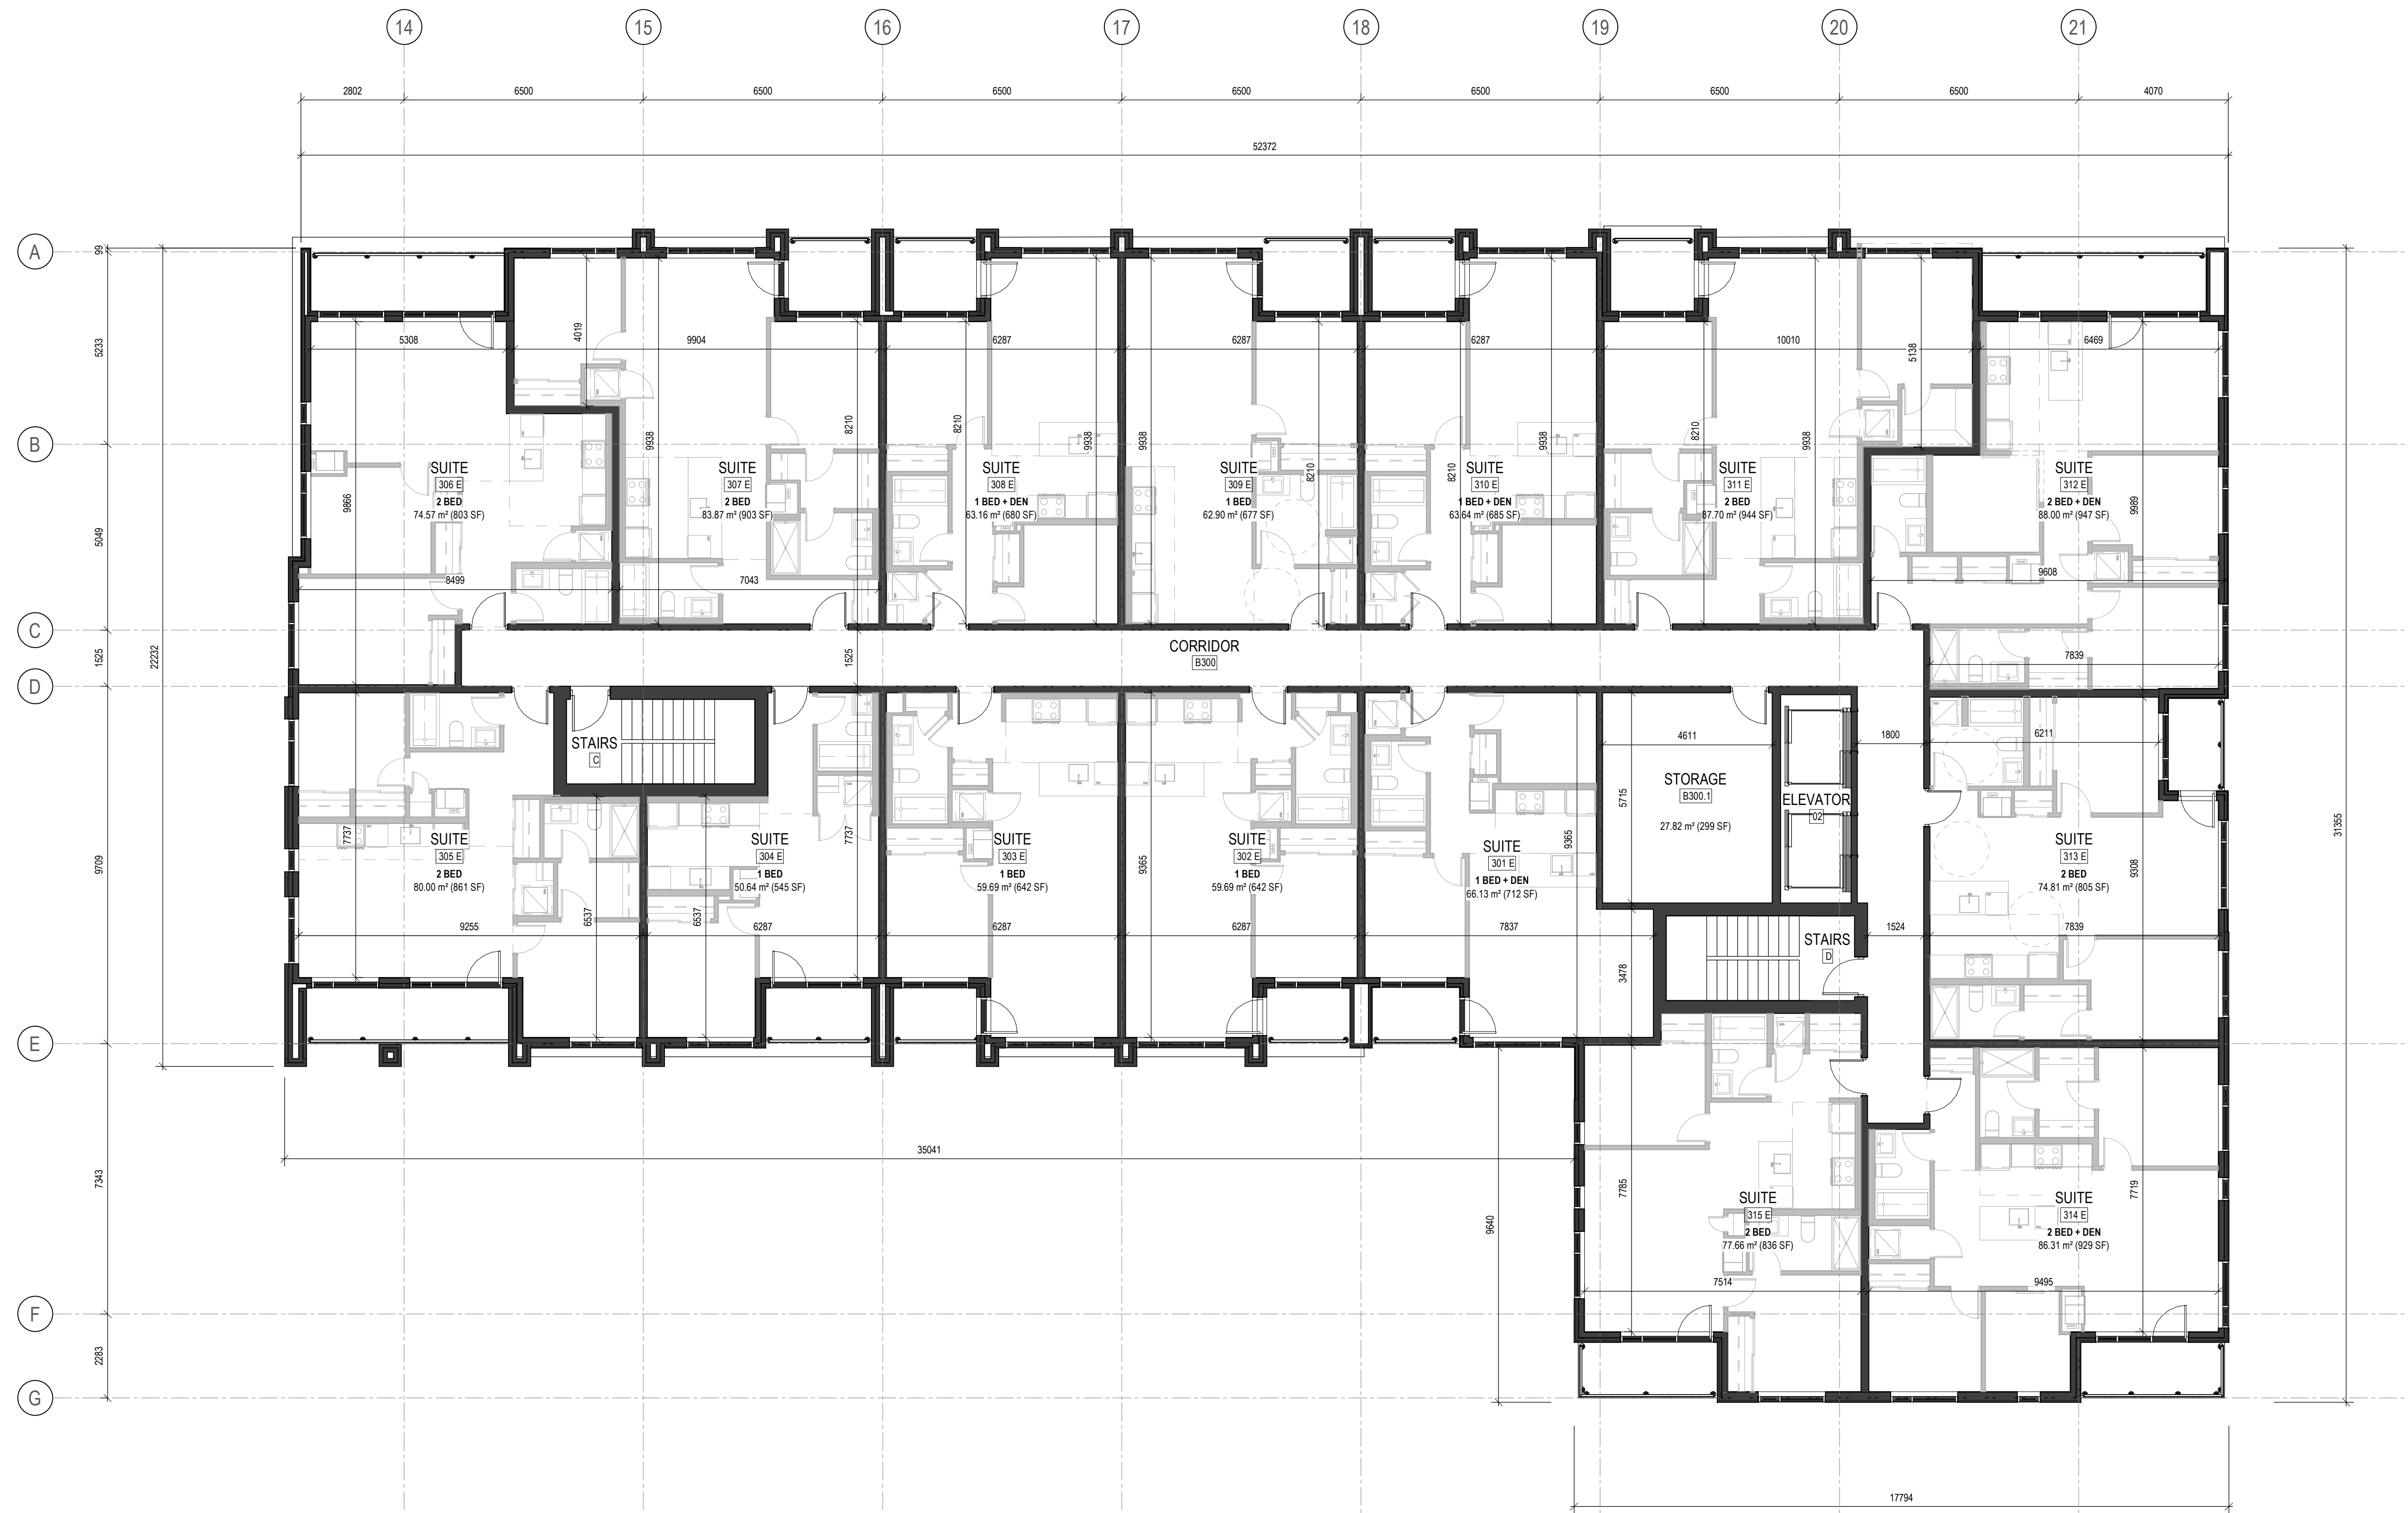 14
15
16
17
18
19
20
21
2802
6500
6500
6500
6500
6500
6500
6500
4070
52372
A
B
C
D
E
F
G
99
5233
5049
1525
9709
7343
2283
22232
31355
5308
4019
9904
6287
6287
6287
10010
5138
6469
9866
9938
8210
8210
9938
9938
8210
8210
9938
8210
9938
9989
SUITE
306 E
2 BED
74.57 m² (803 SF)
SUITE
307 E
2 BED
83.87 m² (903 SF)
SUITE
308 E
1 BED + DEN
63.16 m² (680 SF)
SUITE
309 E
1 BED
62.90 m² (677 SF)
SUITE
310 E
1 BED + DEN
63.64 m² (685 SF)
SUITE
311 E
2 BED
87.70 m² (944 SF)
SUITE
312 E
2 BED + DEN
88.00 m² (947 SF)
8499
7043
9608
7839
CORRIDOR
B300
1525
STAIRS
C
4611
1800
6211
STORAGE
B300.1
27.82 m² (299 SF)
5715
ELEVATOR
02
SUITE
305 E
2 BED
80.00 m² (861 SF)
SUITE
304 E
1 BED
50.64 m² (545 SF)
SUITE
303 E
1 BED
59.69 m² (642 SF)
SUITE
302 E
1 BED
59.69 m² (642 SF)
SUITE
301 E
1 BED + DEN
66.13 m² (712 SF)
SUITE
313 E
2 BED
74.81 m² (805 SF)
7737
7737
9365
9365
9308
6537
6537
9255
6287
6287
6287
7837
1524
7839
STAIRS
D
3478
35041
9640
7785
7719
SUITE
315 E
2 BED
77.66 m² (836 SF)
SUITE
314 E
2 BED + DEN
86.31 m² (929 SF)
7514
9495
17794